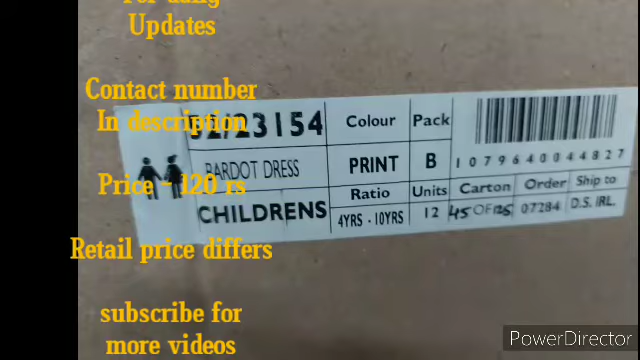 For daily
Updates
Contact number
In description
Price - 120 rs
Retail price differs
subscribe for
more videos
23154
BARDOT DRESS
CHILDRENS
Colour
PRINT
Ratio
4YRS - 10YRS
Pack
B
Units
12
1079640044827
Carton
45 OF 125
Order
07284
Ship to
D.S. IRL.
PowerDirector